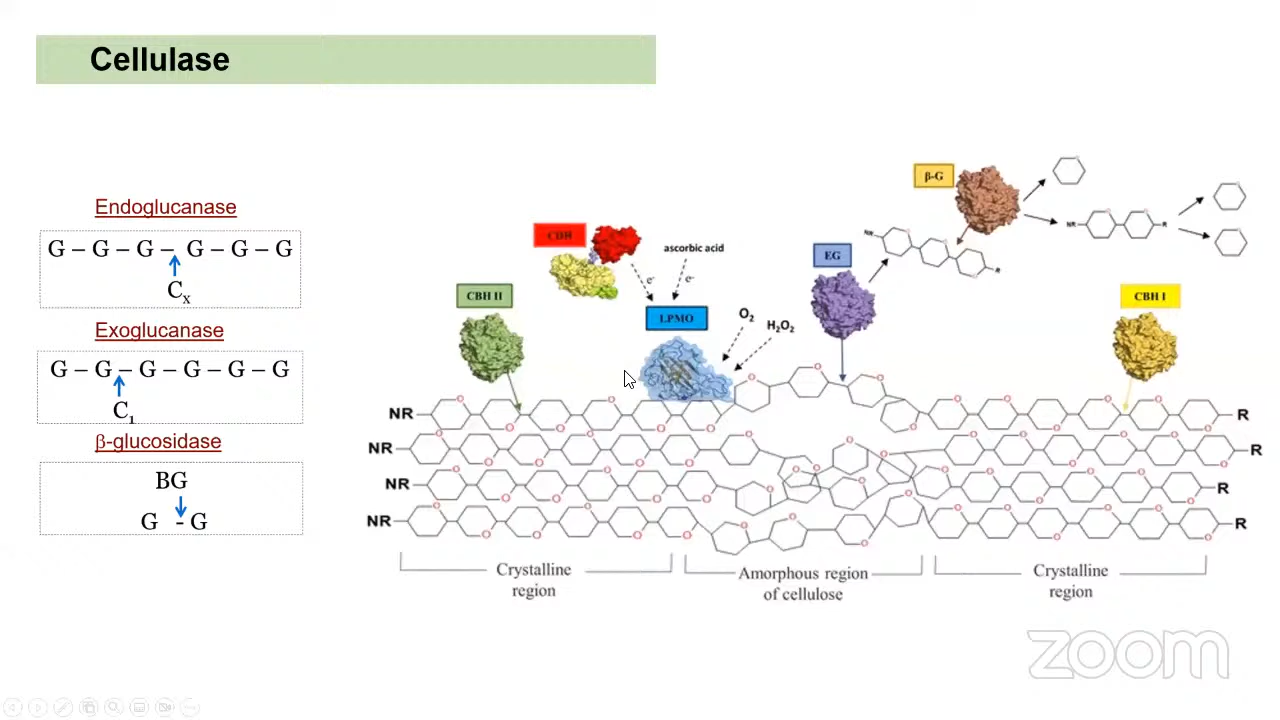 Cellulase
Endoglucanase
G – G – G – G – G – G
Cx
Exoglucanase
G – G – G – G – G – G
C1
β-glucosidase
BG
G - G
β-G
NR
R
NR
R
CDH
ascorbic acid
e-
e-
EG
CBH II
LPMO
O2
H2O2
CBH I
NR
R
NR
R
NR
R
NR
R
Crystalline
region
Amorphous region
of cellulose
Crystalline
region
zoom